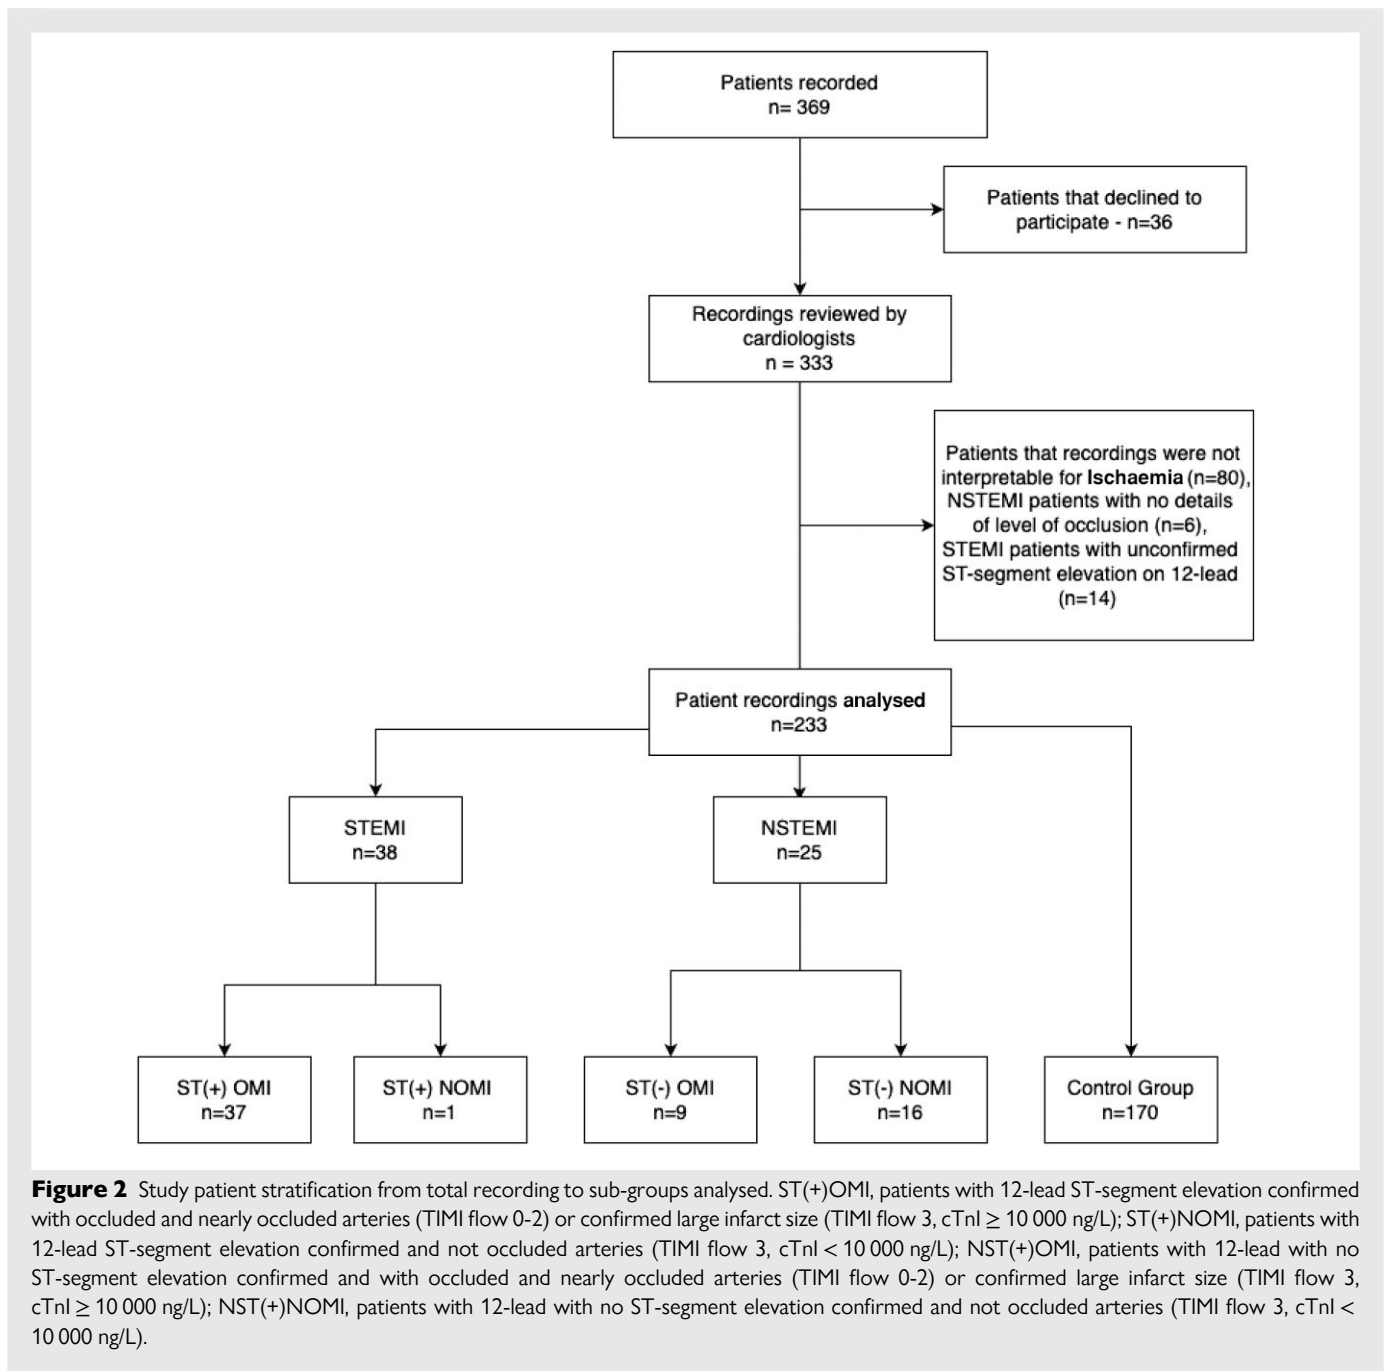 Patients recorded
n= 369
Patients that declined to
participate - n=36
Recordings reviewed by
cardiologists
n = 333
Patients that recordings were not
interpretable for Ischaemia (n=80),
NSTEMI patients with no details
of level of occlusion (n=6),
STEMI patients with unconfirmed
ST-segment elevation on 12-lead
(n=14)
Patient recordings analysed
n=233
STEMI
n=38
NSTEMI
n=25
ST(+) OMI
n=37
ST(+) NOMI
n=1
ST(-) OMI
n=9
ST(-) NOMI
n=16
Control Group
n=170
Figure 2 Study patient stratification from total recording to sub-groups analysed. ST(+)OMI, patients with 12-lead ST-segment elevation confirmed
with occluded and nearly occluded arteries (TIMI flow 0-2) or confirmed large infarct size (TIMI flow 3, cTnI ≥ 10 000 ng/L); ST(+)NOMI, patients with
12-lead ST-segment elevation confirmed and not occluded arteries (TIMI flow 3, cTnI < 10 000 ng/L); NST(+)OMI, patients with 12-lead with no
ST-segment elevation confirmed and with occluded and nearly occluded arteries (TIMI flow 0-2) or confirmed large infarct size (TIMI flow 3,
cTnI ≥ 10 000 ng/L); NST(+)NOMI, patients with 12-lead with no ST-segment elevation confirmed and not occluded arteries (TIMI flow 3, cTnI <
10 000 ng/L).